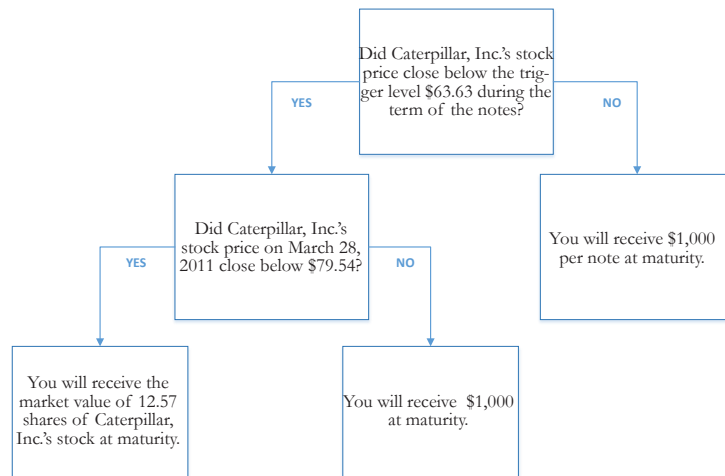 Did Caterpillar, Inc.'s stock
price close below the trig-
ger level $63.63 during the
term of the notes?
YES
NO
Did Caterpillar, Inc.'s
stock price on March 28,
2011 close below $79.54?
You will receive $1,000
per note at maturity.
YES
NO
You will receive the
market value of 12.57
shares of Caterpillar,
Inc.'s stock at maturity.
You will receive $1,000
at maturity.